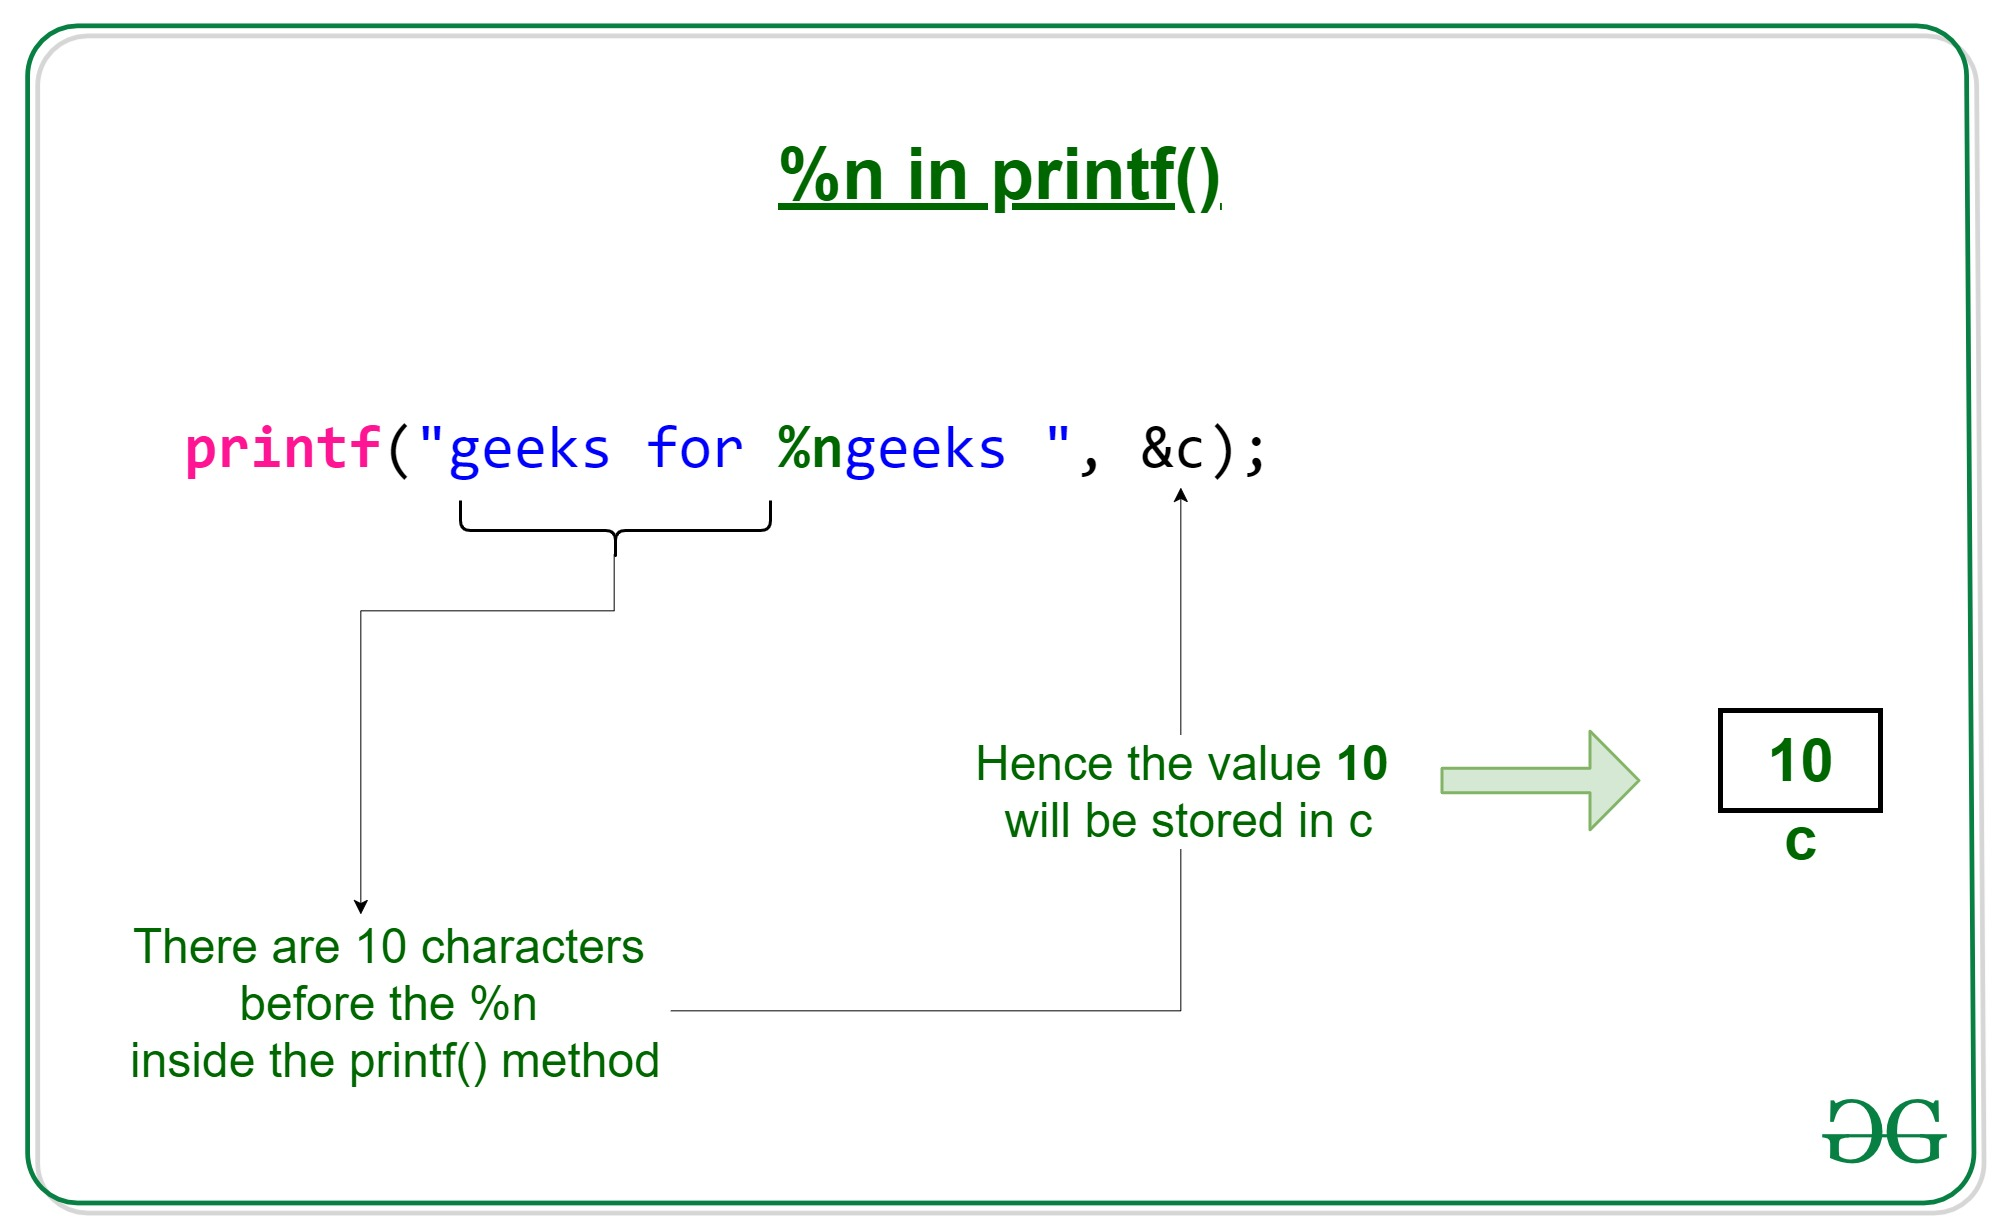 %n in printf()
printf("geeks for %ngeeks ", &c);
Hence the value 10
will be stored in c
10
c
There are 10 characters
before the %n
inside the printf() method